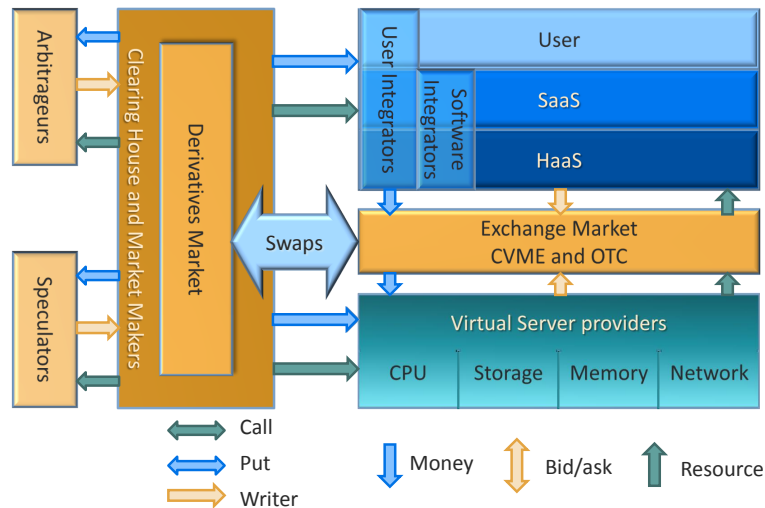 Arbitrageurs
Speculators
Clearing House and Market Makers
Derivatives Market
Swaps
User Integrators
Software
Integrators
User
SaaS
HaaS
Exchange Market
CVME and OTC
Virtual Server providers
CPU
Storage
Memory
Network
Call
Put
Writer
Money
Bid/ask
Resource